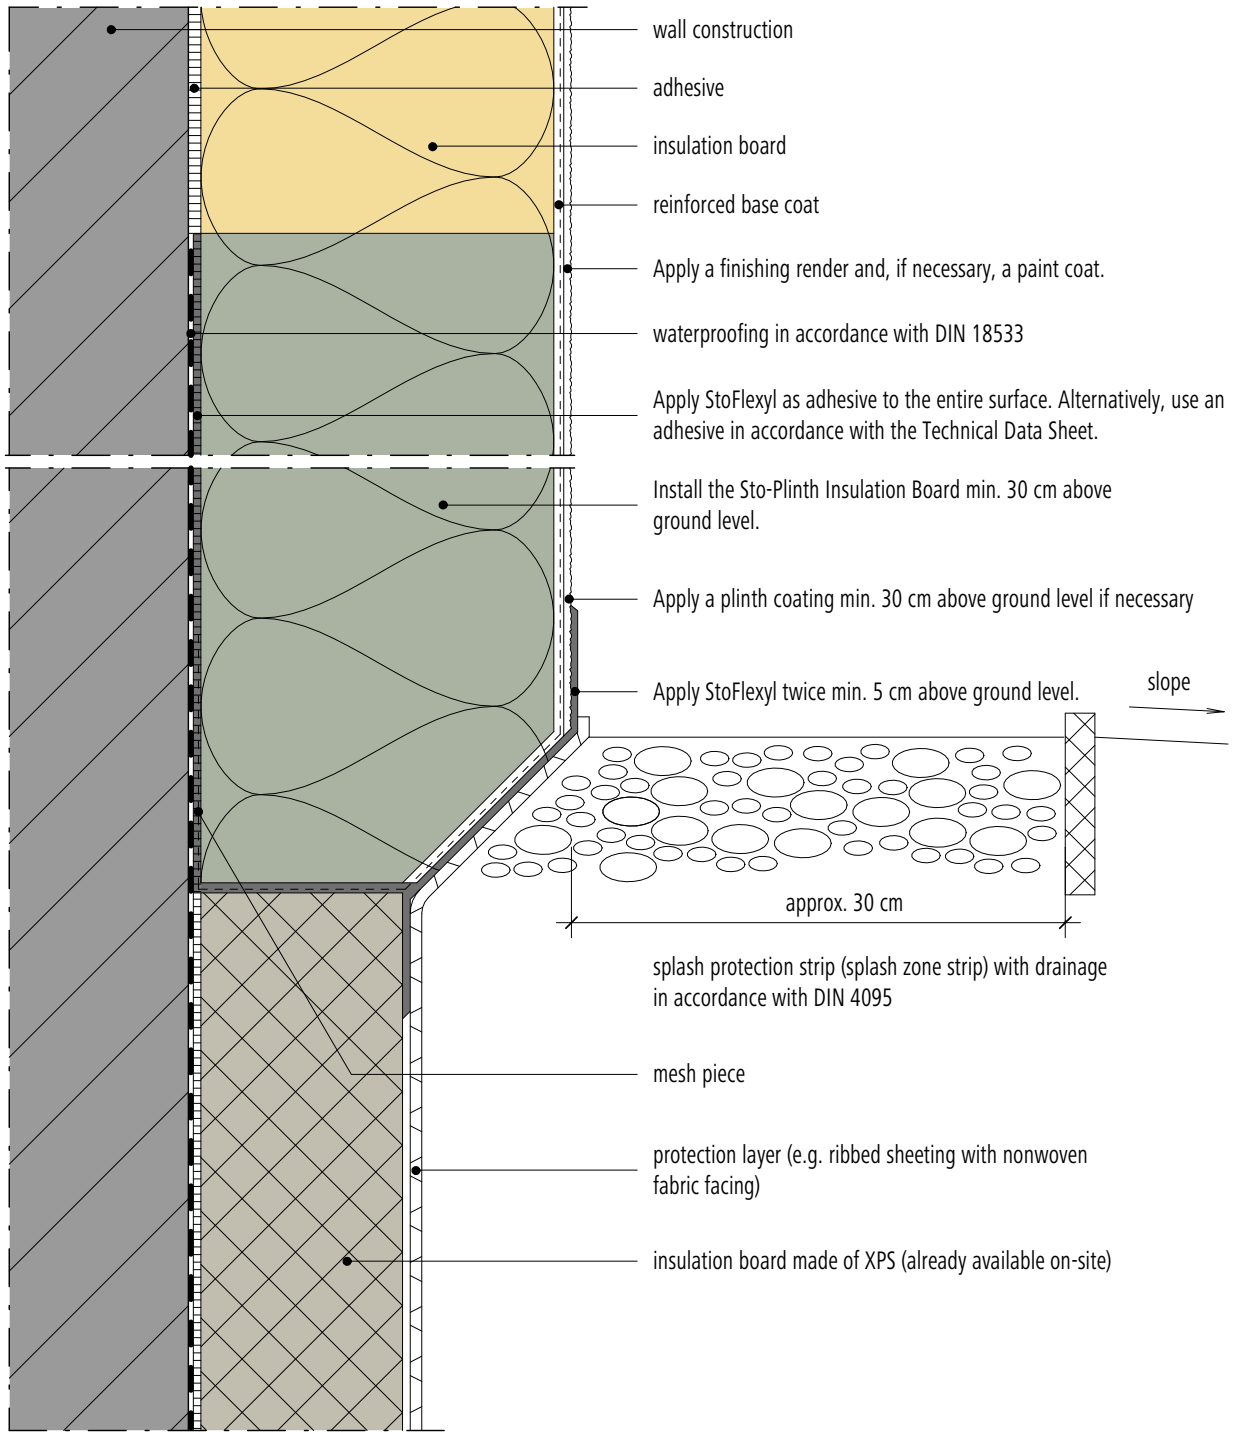 wall construction
adhesive
insulation board
reinforced base coat
Apply a finishing render and, if necessary, a paint coat.
waterproofing in accordance with DIN 18533
Apply StoFlexyl as adhesive to the entire surface. Alternatively, use an
adhesive in accordance with the Technical Data Sheet.
Install the Sto-Plinth Insulation Board min. 30 cm above
ground level.
Apply a plinth coating min. 30 cm above ground level if necessary
Apply StoFlexyl twice min. 5 cm above ground level.
slope
approx. 30 cm
splash protection strip (splash zone strip) with drainage
in accordance with DIN 4095
mesh piece
protection layer (e.g. ribbed sheeting with nonwoven
fabric facing)
insulation board made of XPS (already available on-site)